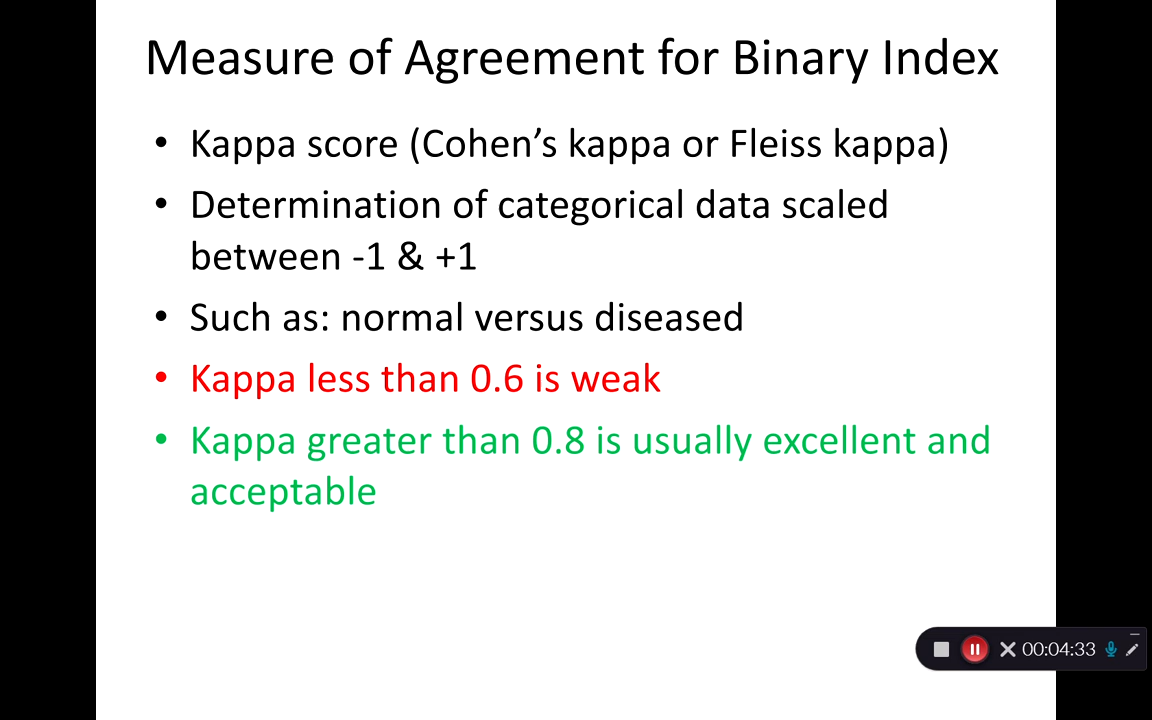 Measure of Agreement for Binary Index
• Kappa score (Cohen’s kappa or Fleiss kappa)
• Determination of categorical data scaled
between -1 & +1
• Such as: normal versus diseased
• Kappa less than 0.6 is weak
• Kappa greater than 0.8 is usually excellent and
acceptable
00:04:33